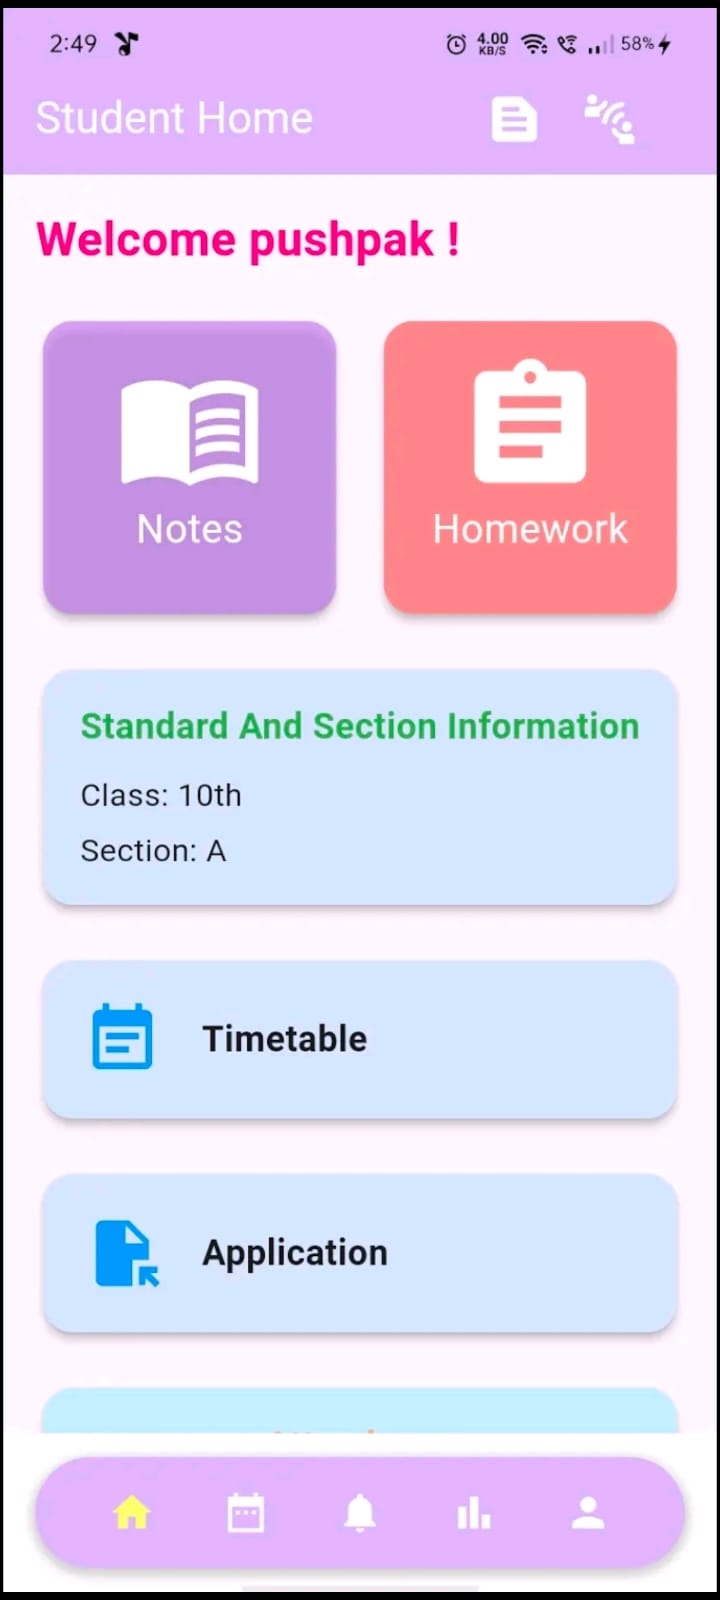 2:49
4.00 KB/S
58%
Student Home
Welcome pushpak !
Notes
Homework
Standard And Section Information
Class: 10th
Section: A
Timetable
Application